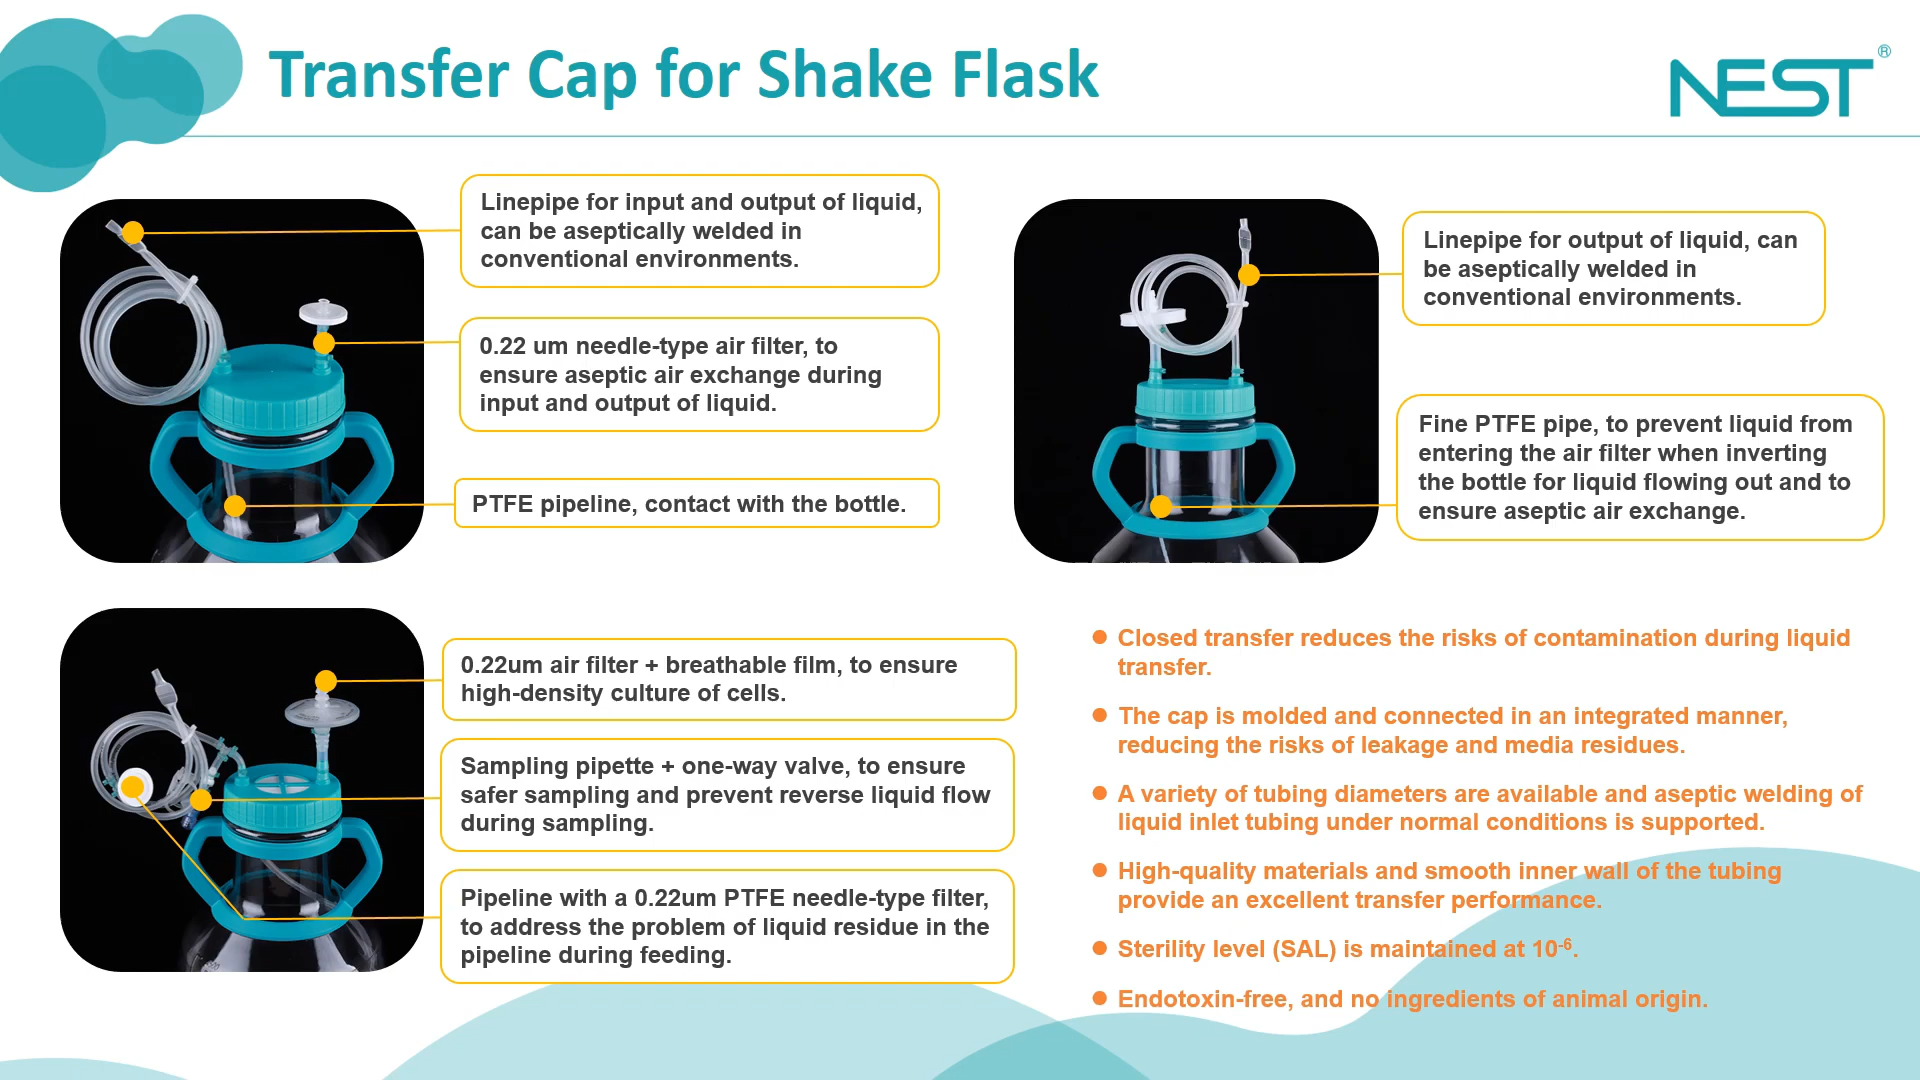 Transfer Cap for Shake Flask
NEST®
Linepipe for input and output of liquid,
can be aseptically welded in
conventional environments.
0.22 um needle-type air filter, to
ensure aseptic air exchange during
input and output of liquid.
PTFE pipeline, contact with the bottle.
Linepipe for output of liquid, can
be aseptically welded in
conventional environments.
Fine PTFE pipe, to prevent liquid from
entering the air filter when inverting
the bottle for liquid flowing out and to
ensure aseptic air exchange.
0.22um air filter + breathable film, to ensure
high-density culture of cells.
Sampling pipette + one-way valve, to ensure
safer sampling and prevent reverse liquid flow
during sampling.
Pipeline with a 0.22um PTFE needle-type filter,
to address the problem of liquid residue in the
pipeline during feeding.
● Closed transfer reduces the risks of contamination during liquid
transfer.
● The cap is molded and connected in an integrated manner,
reducing the risks of leakage and media residues.
● A variety of tubing diameters are available and aseptic welding of
liquid inlet tubing under normal conditions is supported.
● High-quality materials and smooth inner wall of the tubing
provide an excellent transfer performance.
● Sterility level (SAL) is maintained at 10⁻⁶.
● Endotoxin-free, and no ingredients of animal origin.